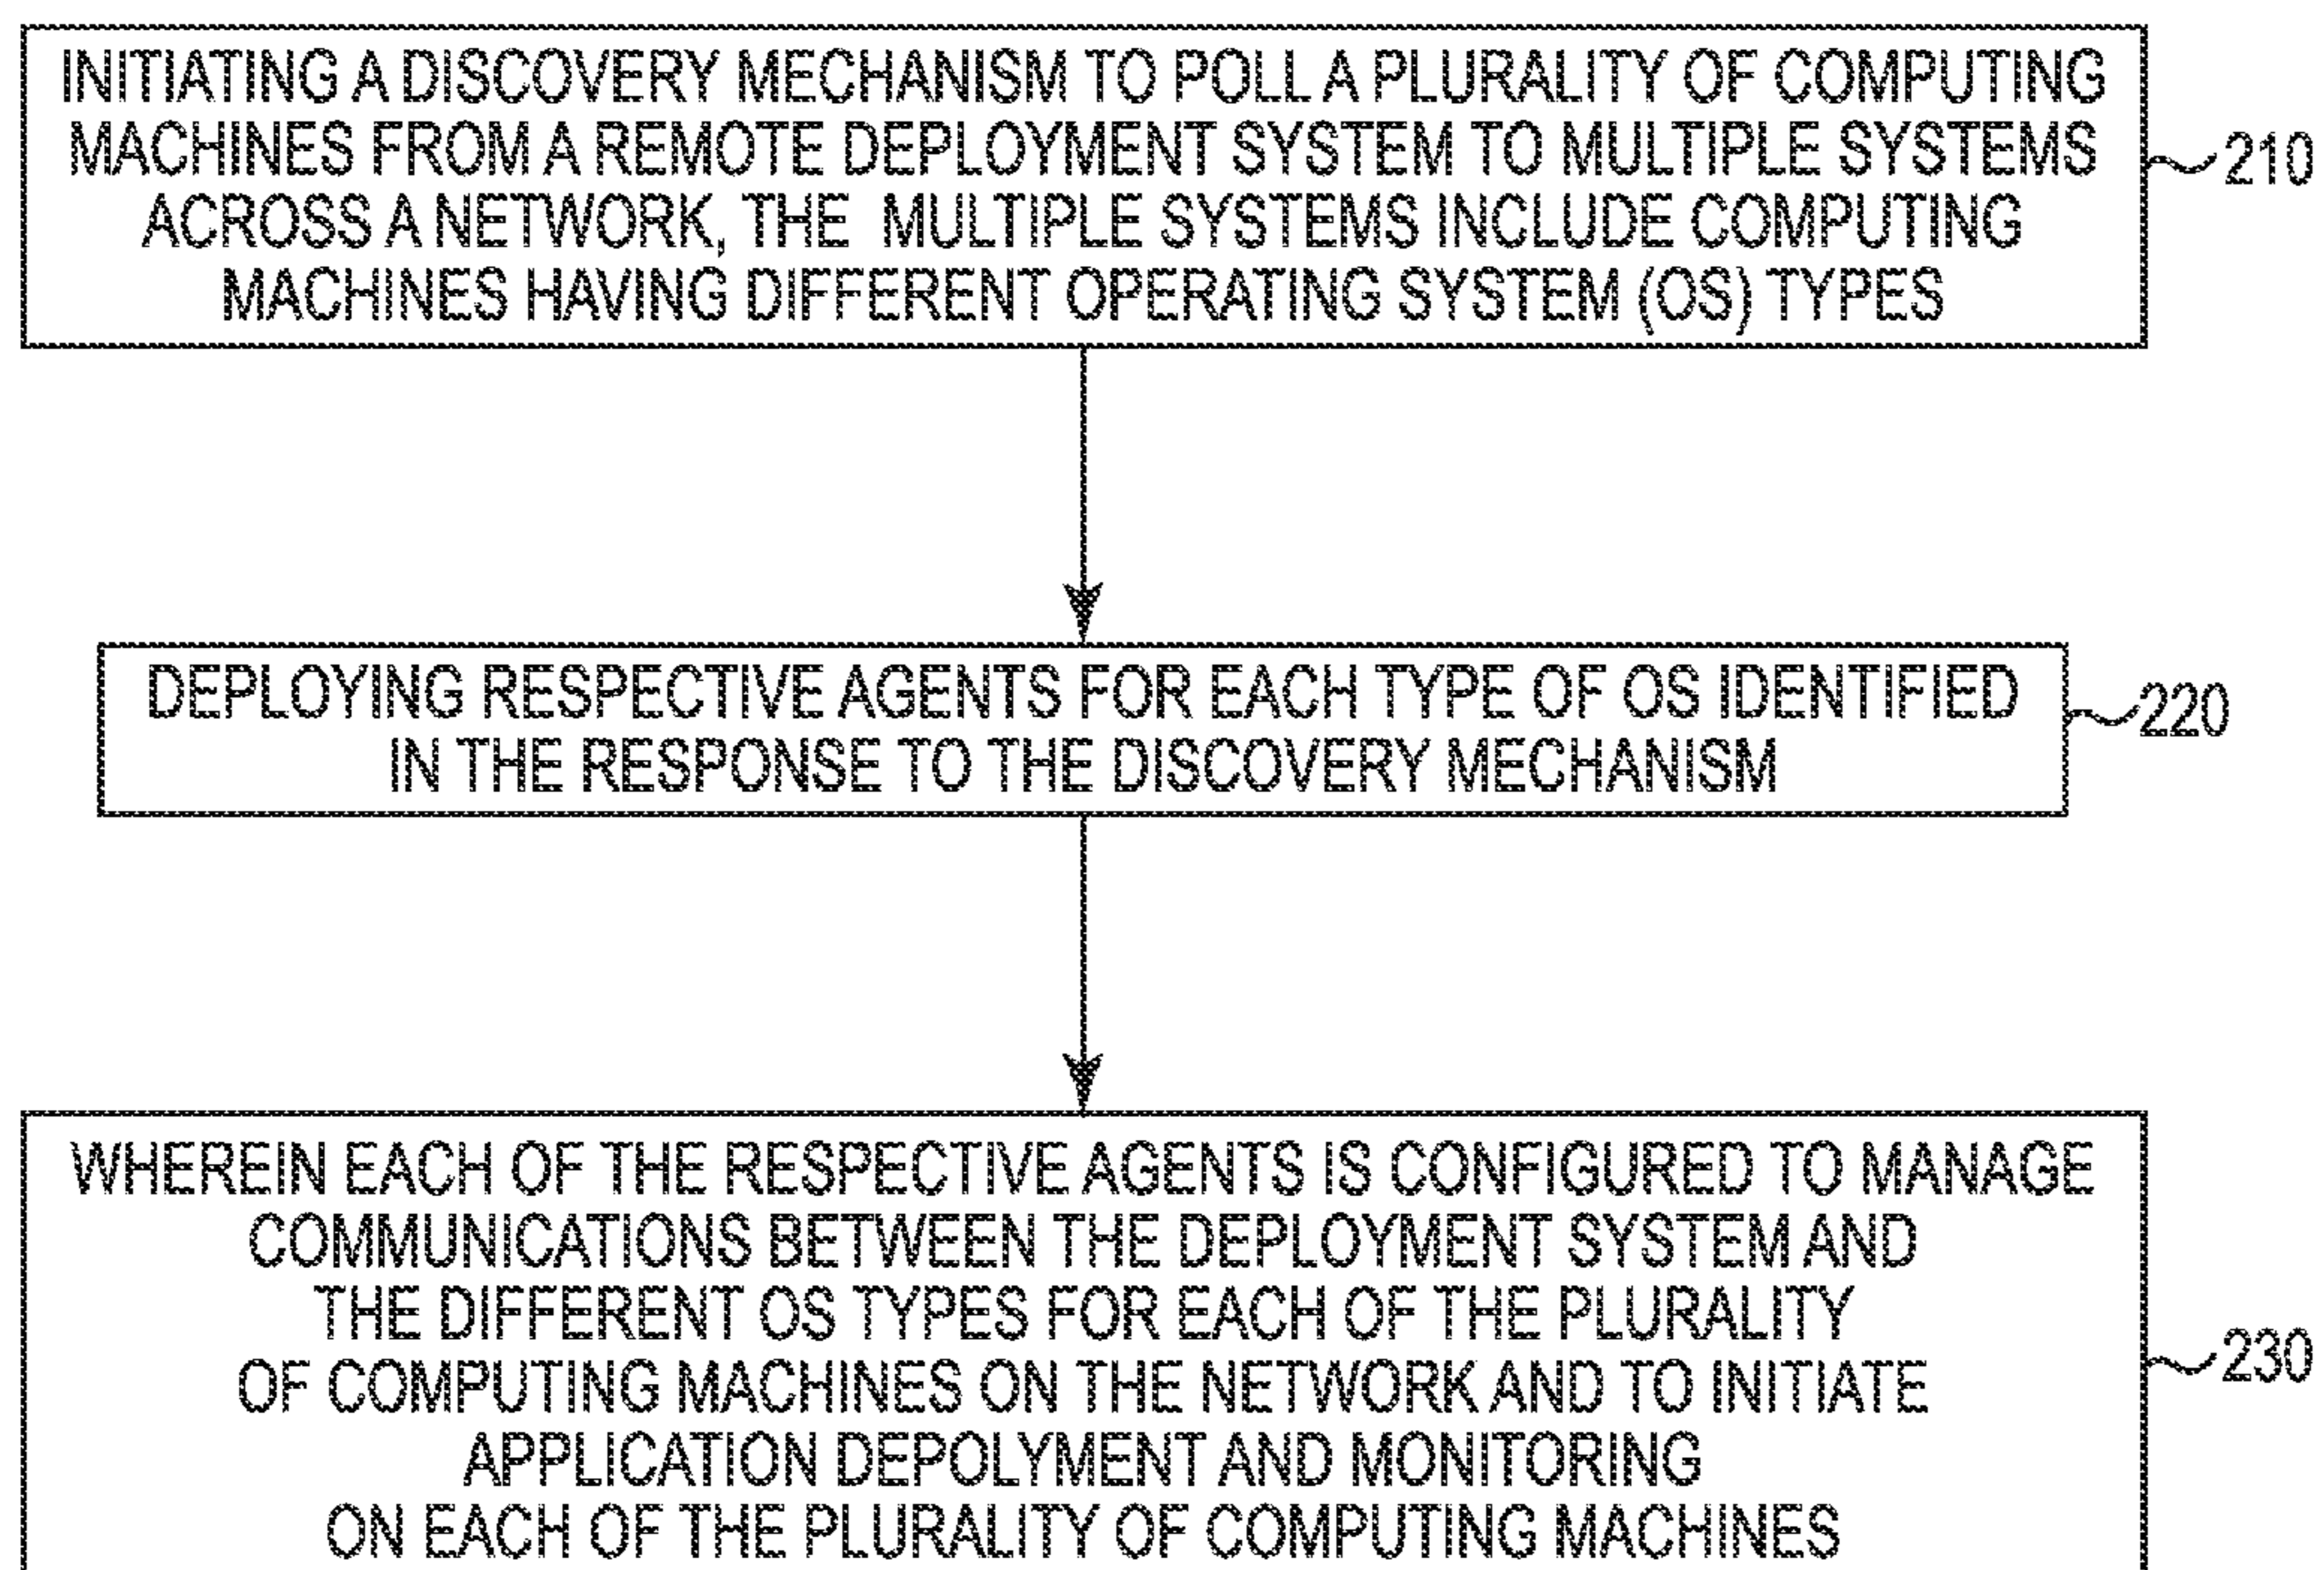 INITIATING A DISCOVERY MECHANISM TO POLL A PLURALITY OF COMPUTING
MACHINES FROM A REMOTE DEPLOYMENT SYSTEM TO MULTIPLE SYSTEMS
ACROSS A NETWORK, THE MULTIPLE SYSTEMS INCLUDE COMPUTING
MACHINES HAVING DIFFERENT OPERATING SYSTEM (OS) TYPES
210
DEPLOYING RESPECTIVE AGENTS FOR EACH TYPE OF OS IDENTIFIED
IN THE RESPONSE TO THE DISCOVERY MECHANISM
220
WHEREIN EACH OF THE RESPECTIVE AGENTS IS CONFIGURED TO MANAGE
COMMUNICATIONS BETWEEN THE DEPLOYMENT SYSTEM AND
THE DIFFERENT OS TYPES FOR EACH OF THE PLURALITY
OF COMPUTING MACHINES ON THE NETWORK AND TO INITIATE
APPLICATION DEPOLYMENT AND MONITORING
ON EACH OF THE PLURALITY OF COMPUTING MACHINES
230